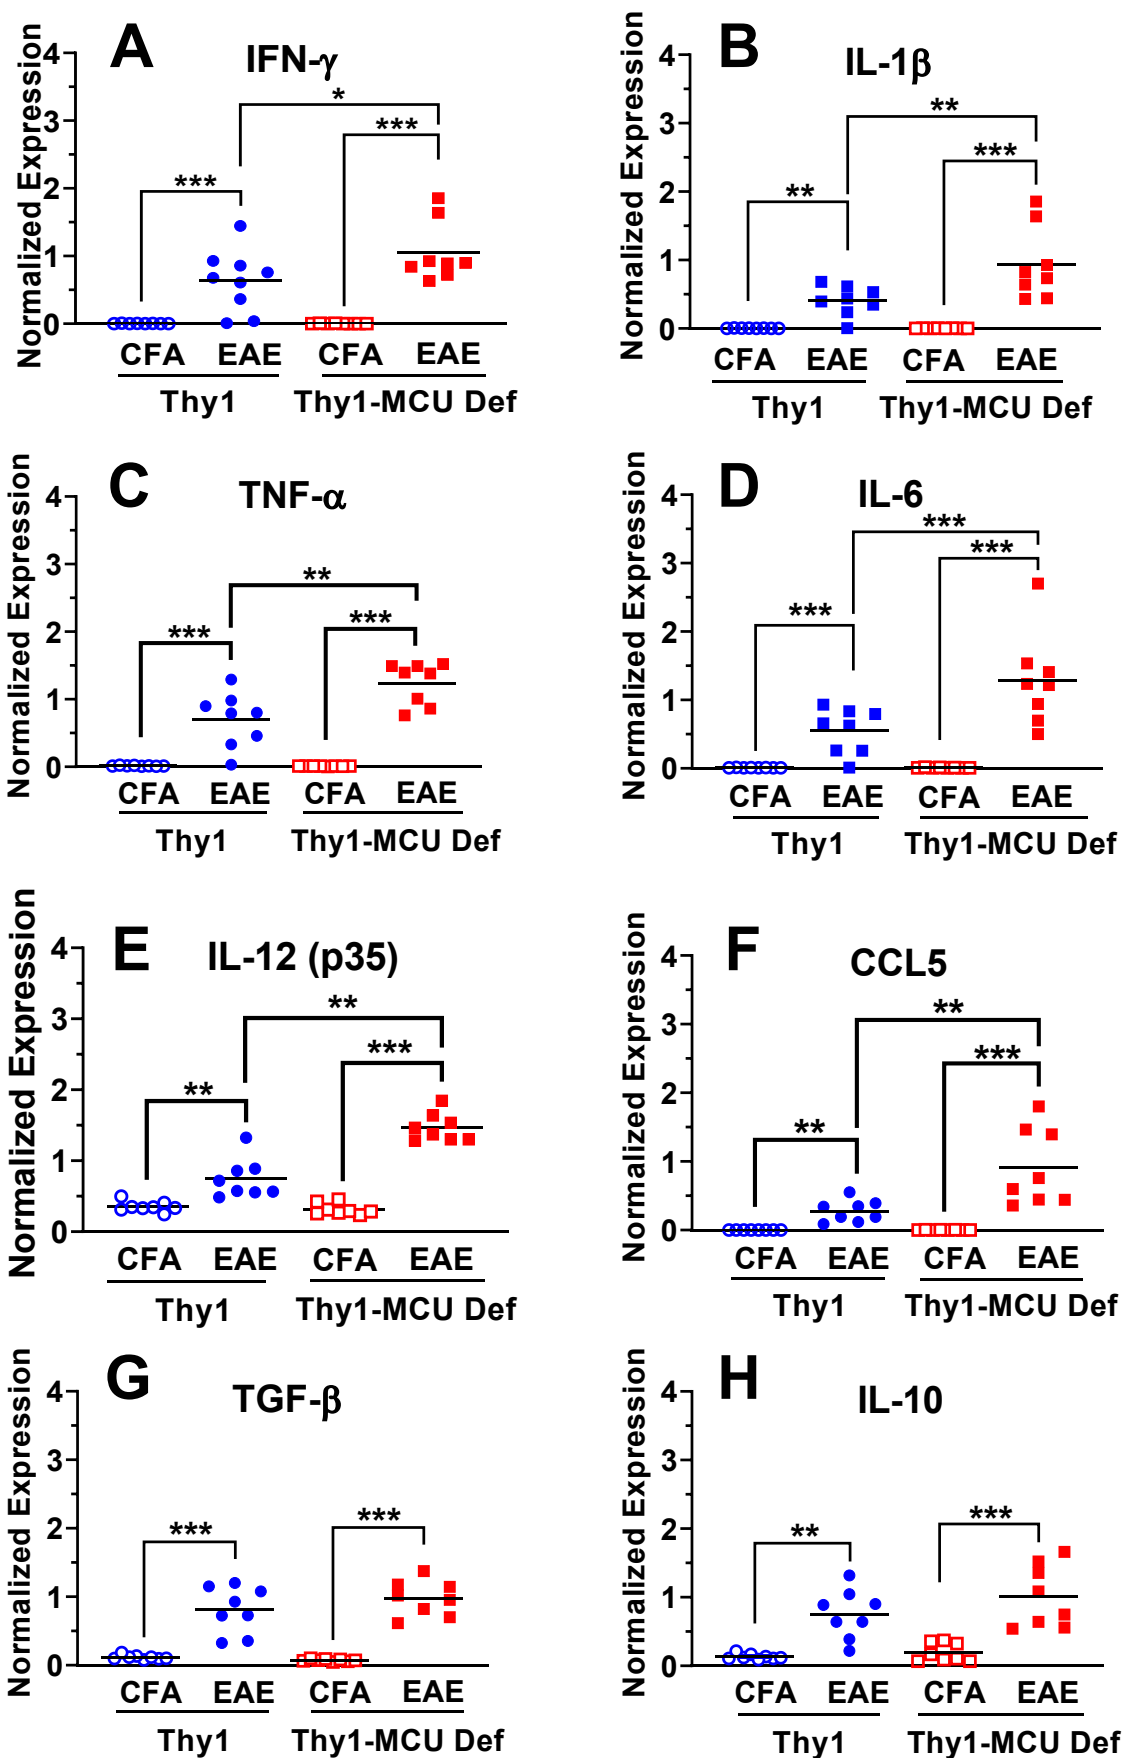 A
IFN-γ
Normalized Expression
4
3
2
1
0
*
***
***
CFA EAE CFA EAE
Thy1 Thy1-MCU Def
B
IL-1β
Normalized Expression
4
3
2
1
0
**
***
**
CFA EAE CFA EAE
Thy1 Thy1-MCU Def
C
TNF-α
Normalized Expression
4
3
2
1
0
**
***
***
CFA EAE CFA EAE
Thy1 Thy1-MCU Def
D
IL-6
Normalized Expression
4
3
2
1
0
***
***
***
CFA EAE CFA EAE
Thy1 Thy1-MCU Def
E
IL-12 (p35)
Normalized Expression
4
3
2
1
0
**
***
**
CFA EAE CFA EAE
Thy1 Thy1-MCU Def
F
CCL5
Normalized Expression
4
3
2
1
0
**
***
**
CFA EAE CFA EAE
Thy1 Thy1-MCU Def
G
TGF-β
Normalized Expression
4
3
2
1
0
***
***
CFA EAE CFA EAE
Thy1 Thy1-MCU Def
H
IL-10
Normalized Expression
4
3
2
1
0
***
**
CFA EAE CFA EAE
Thy1 Thy1-MCU Def